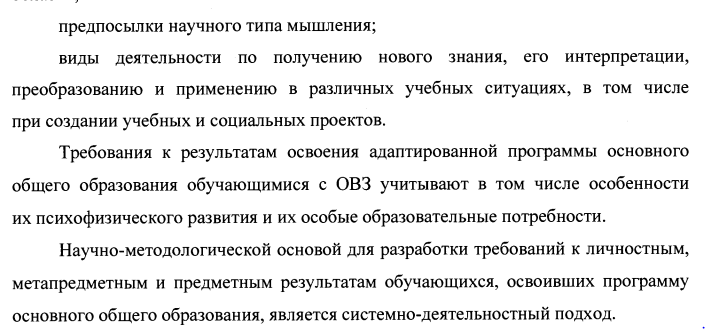 предпосылки научного типа мышления;
виды деятельности по получению нового знания, его интерпретации,
преобразованию и применению в различных учебных ситуациях, в том числе
при создании учебных и социальных проектов.
Требования к результатам освоения адаптированной программы основного
общего образования обучающимися с ОВЗ учитывают в том числе особенности
их психофизического развития и их особые образовательные потребности.
Научно-методологической основой для разработки требований к личностным,
метапредметным и предметным результатам обучающихся, освоивших программу
основного общего образования, является системно-деятельностный подход.